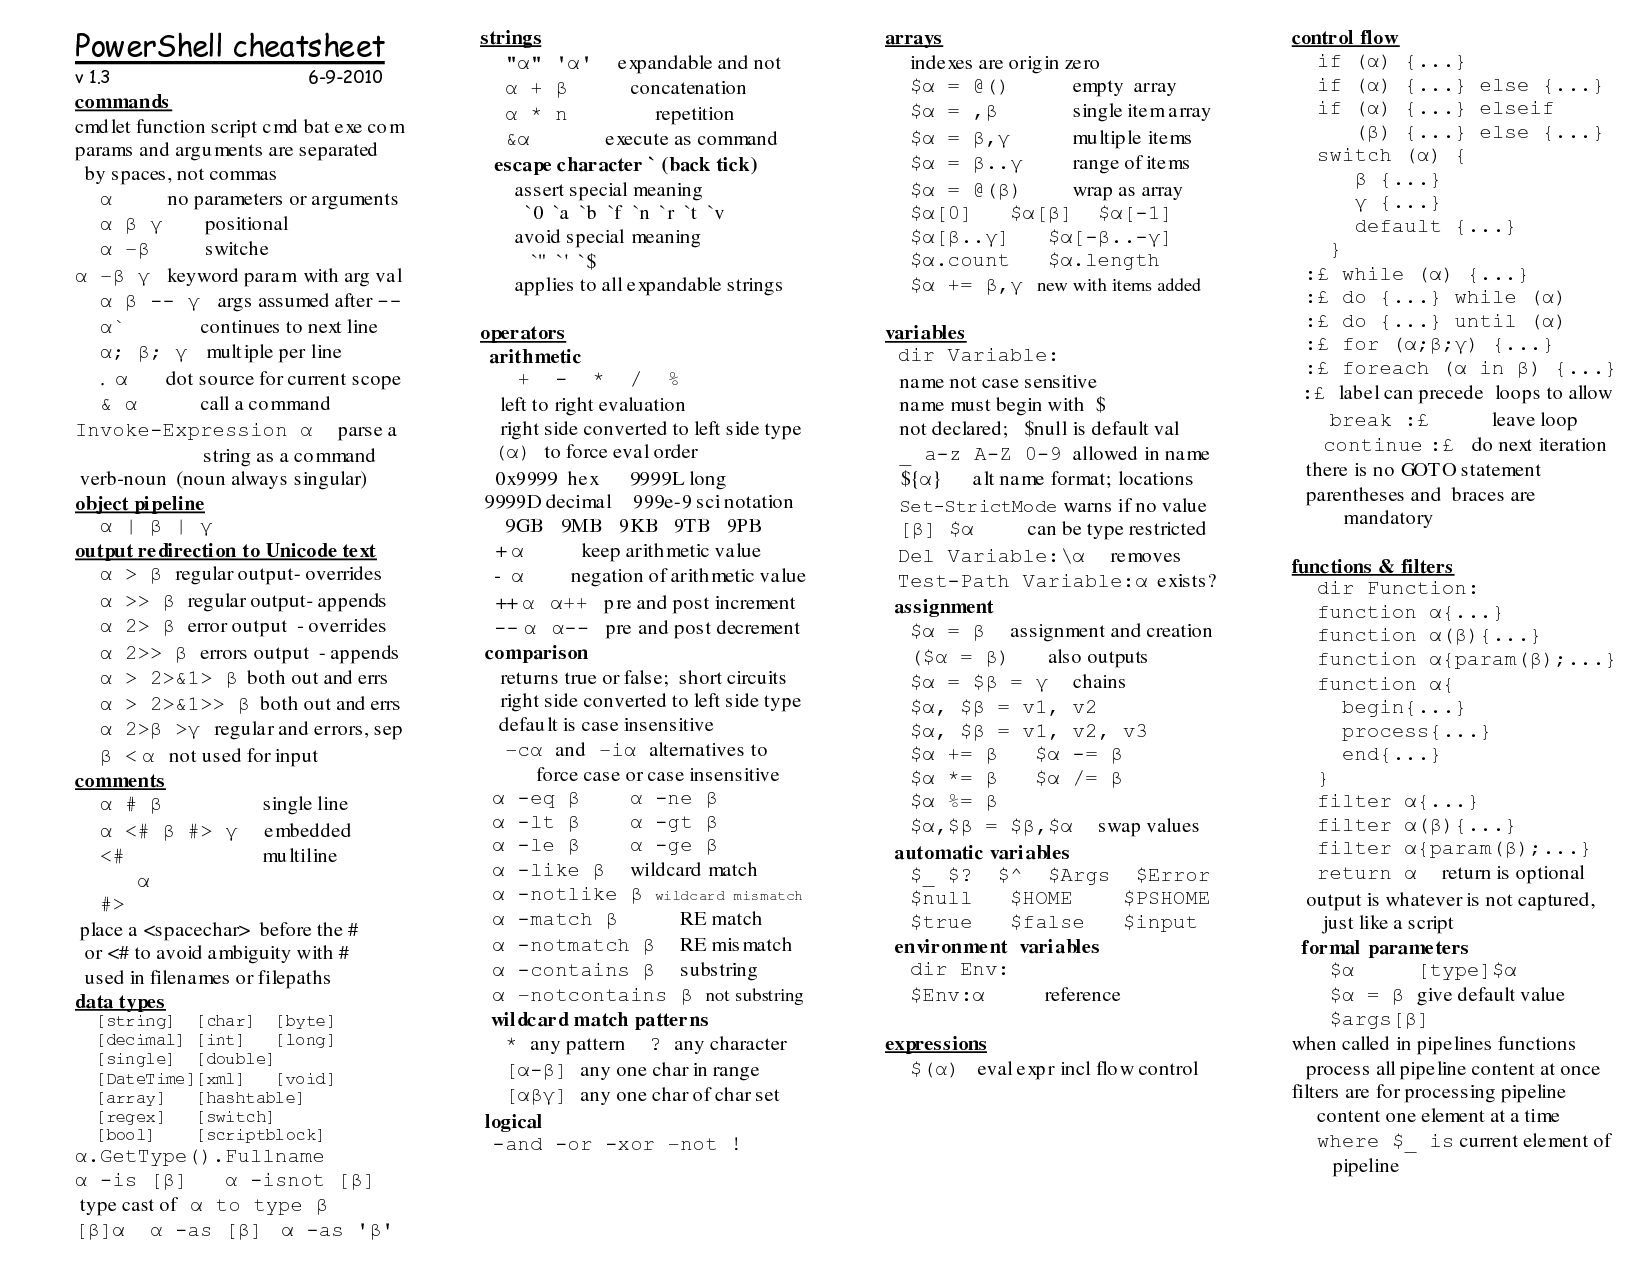 PowerShell cheatsheet
v 1.3 6-9-2010
commands
cmdlet function script cmd bat exe com
params and arguments are separated
by spaces, not commas
α no parameters or arguments
α β γ positional
α –β switche
α –β γ keyword param with arg val
α β -- γ args assumed after --
α` continues to next line
α; β; γ multiple per line
. α dot source for current scope
& α call a command
Invoke-Expression α parse a
string as a command
verb-noun (noun always singular)
object pipeline
α | β | γ
output redirection to Unicode text
α > β regular output- overrides
α >> β regular output- appends
α 2> β error output - overrides
α 2>> β errors output - appends
α > 2>&1> β both out and errs
α > 2>&1>> β both out and errs
α 2>β >γ regular and errors, sep
β < α not used for input
comments
α # β single line
α <# β #> γ embedded
<# multiline
α
#>
place a <spacechar> before the #
or <# to avoid ambiguity with #
used in filenames or filepaths
data types
[string] [char] [byte]
[decimal] [int] [long]
[single] [double]
[DateTime][xml] [void]
[array] [hashtable]
[regex] [switch]
[bool] [scriptblock]
α.GetType().Fullname
α -is [β] α -isnot [β]
type cast of α to type β
[β]α α -as [β] α -as 'β'
strings
"α" 'α' expandable and not
α + β concatenation
α * n repetition
&α execute as command
escape character ` (back tick)
assert special meaning
`0 `a `b `f `n `r `t `v
avoid special meaning
`" `' `$
applies to all expandable strings
operators
arithmetic
+ - * / %
left to right evaluation
right side converted to left side type
(α) to force eval order
0x9999 hex 9999L long
9999D decimal 999e-9 sci notation
9GB 9MB 9KB 9TB 9PB
+ α keep arithmetic value
- α negation of arithmetic value
++ α α++ pre and post increment
-- α α-- pre and post decrement
comparison
returns true or false; short circuits
right side converted to left side type
default is case insensitive
–cα and –iα alternatives to
force case or case insensitive
α -eq β α -ne β
α -lt β α -gt β
α -le β α -ge β
α -like β wildcard match
α -notlike β wildcard mismatch
α -match β RE match
α -notmatch β RE mismatch
α -contains β substring
α –notcontains β not substring
wildcard match patterns
* any pattern ? any character
[α-β] any one char in range
[αβγ] any one char of char set
logical
-and -or -xor –not !
arrays
indexes are origin zero
$α = @() empty array
$α = ,β single item array
$α = β,γ multiple items
$α = β..γ range of items
$α = @(β) wrap as array
$α[0] $α[β] $α[-1]
$α[β..γ] $α[-β..-γ]
$α.count $α.length
$α += β,γ new with items added
variables
dir Variable:
name not case sensitive
name must begin with $
not declared; $null is default val
_ a-z A-Z 0-9 allowed in name
${α} alt name format; locations
Set-StrictMode warns if no value
[β] $α can be type restricted
Del Variable:\α removes
Test-Path Variable:α exists?
assignment
$α = β assignment and creation
($α = β) also outputs
$α = $β = γ chains
$α, $β = v1, v2
$α, $β = v1, v2, v3
$α += β $α -= β
$α *= β $α /= β
$α %= β
$α,$β = $β,$α swap values
automatic variables
$_ $? $^ $Args $Error
$null $HOME $PSHOME
$true $false $input
environment variables
dir Env:
$Env:α reference
expressions
$(α) eval expr incl flow control
control flow
if (α) {...}
if (α) {...} else {...}
if (α) {...} elseif
(β) {...} else {...}
switch (α) {
β {...}
γ {...}
default {...}
}
:£ while (α) {...}
:£ do {...} while (α)
:£ do {...} until (α)
:£ for (α;β;γ) {...}
:£ foreach (α in β) {...}
:£ label can precede loops to allow
break :£ leave loop
continue :£ do next iteration
there is no GOTO statement
parentheses and braces are
mandatory
functions & filters
dir Function:
function α{...}
function α(β){...}
function α{param(β);...}
function α{
begin{...}
process{...}
end{...}
}
filter α{...}
filter α(β){...}
filter α{param(β);...}
return α return is optional
output is whatever is not captured,
just like a script
formal parameters
$α [type]$α
$α = β give default value
$args[β]
when called in pipelines functions
process all pipeline content at once
filters are for processing pipeline
content one element at a time
where $_ is current element of
pipeline